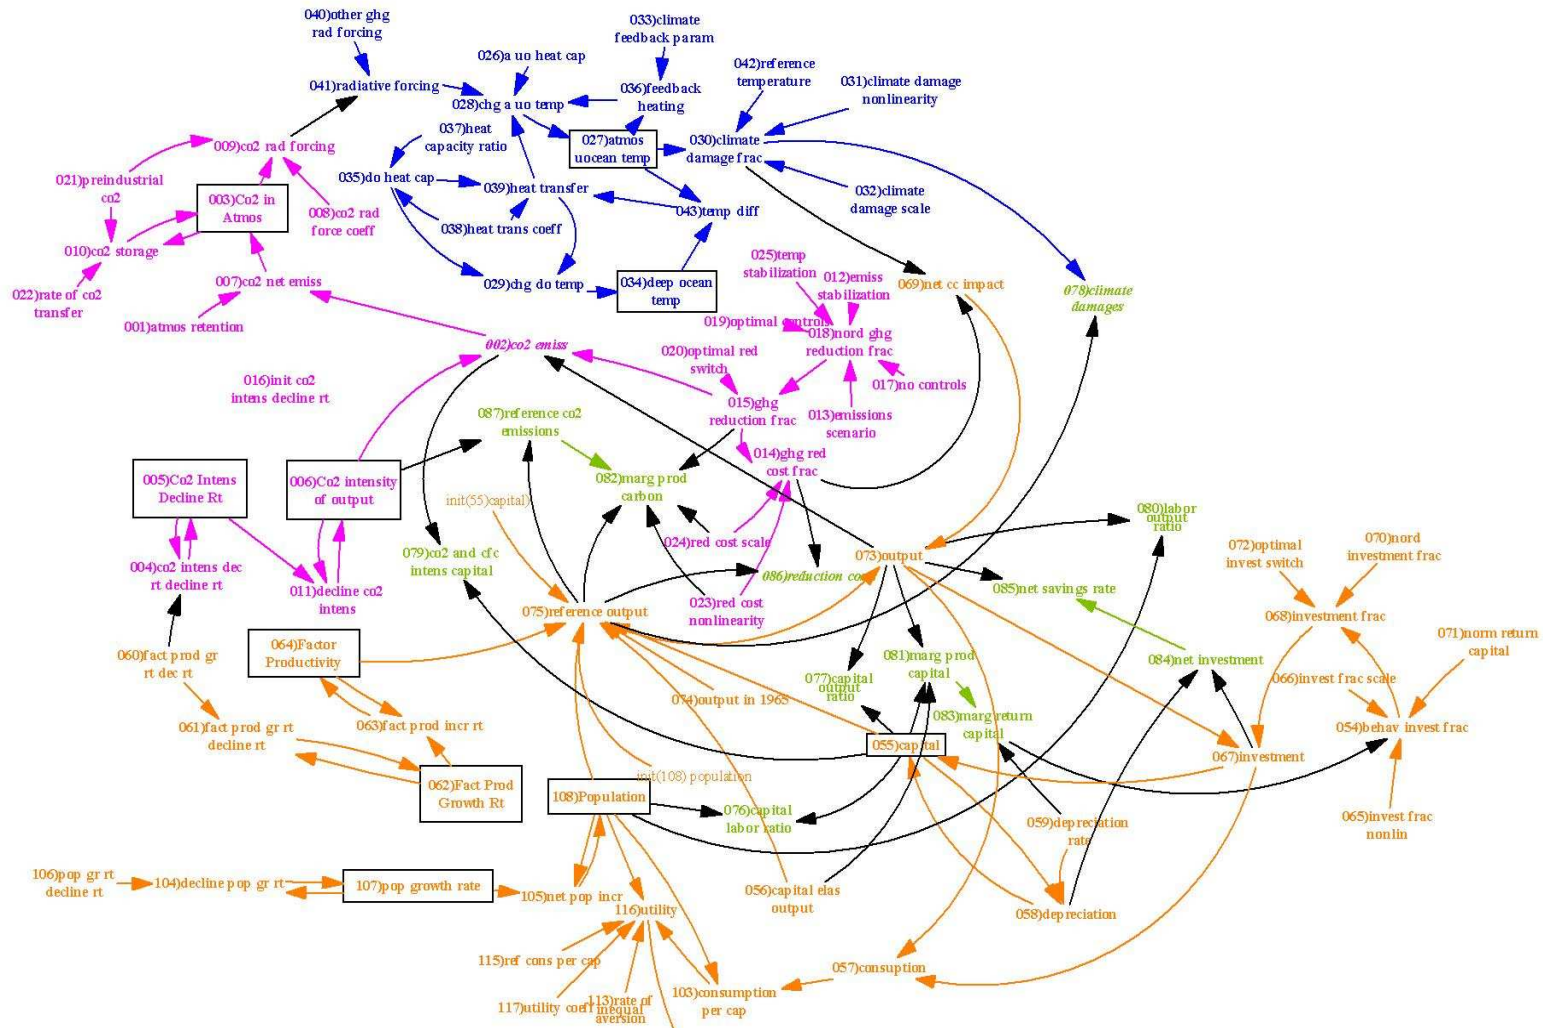 040)other ghg
rad forcing
033)climate
feedback param
026)a uo heat cap
042)reference
temperature
031)climate damage
nonlinearity
041)radiative forcing
036)feedback
heating
028)chg a uo temp
037)heat
capacity ratio
027)atmos
uocean temp
030)climate
damage frac
009)co2 rad forcing
021)preindustrial
co2
035)do heat cap
039)heat transfer
003)Co2 in
Atmos
008)co2 rad
force coeff
032)climate
damage scale
043)temp diff
038)heat trans coeff
010)co2 storage
025)temp
stabilization
012)emiss
stabilization
007)co2 net emiss
029)chg do temp
034)deep ocean
temp
069)net cc impact
078)climate
damages
022)rate of co2
transfer
001)atmos retention
019)optimal controls
018)nord ghg
reduction frac
002)co2 emiss
020)optimal red
switch
017)no controls
016)init co2
intens decline rt
015)ghg
reduction frac
013)emissions
scenario
087)reference co2
emissions
014)ghg red
cost frac
005)Co2 Intens
Decline Rt
006)Co2 intensity
of output
082)marg prod
carbon
init(55)capital)
080)labor
output
ratio
024)red cost scale
079)co2 and cfc
intens capital
073)output
072)optimal
invest switch
070)nord
investment frac
004)co2 intens dec
rt decline rt
086)reduction
085)net savings rate
011)decline co2
intens
075)reference output
023)red cost
nonlinearity
068)investment frac
064)Factor
Productivity
071)norm return
capital
060)fact prod gr
rt dec rt
081)marg prod
capital
084)net investment
077)capital
output
ratio
066)invest frac scale
074)output in 1965
061)fact prod gr rt
decline rt
063)fact prod incr rt
083)marg return
capital
054)behav invest frac
055)capital
067)investment
062)Fact Prod
Growth Rt
init(108) population
108)Population
076)capital
labor ratio
059)depreciation
rate
065)invest frac
nonlin
106)pop gr rt
decline rt
104)decline pop gr rt
107)pop growth rate
105)net pop incr
056)capital elas
output
116)utility
058)depreciation
115)ref cons per cap
057)consuption
117)utility coeff
113)rate of
inequal
aversion
103)consumption
per cap